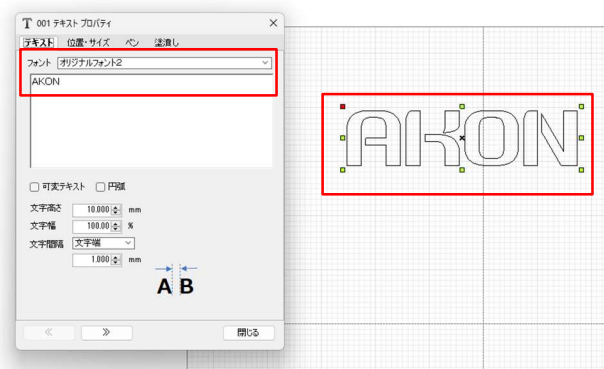 001 テキスト プロパティ
テキスト 位置・サイズ ペン 塗潰し
フォント オリジナルフォント2
AKON
可変テキスト 円弧
文字高さ 10.000 mm
文字幅 100.00 %
文字間隔 文字端
1.000 mm
A B
閉じる
AKON